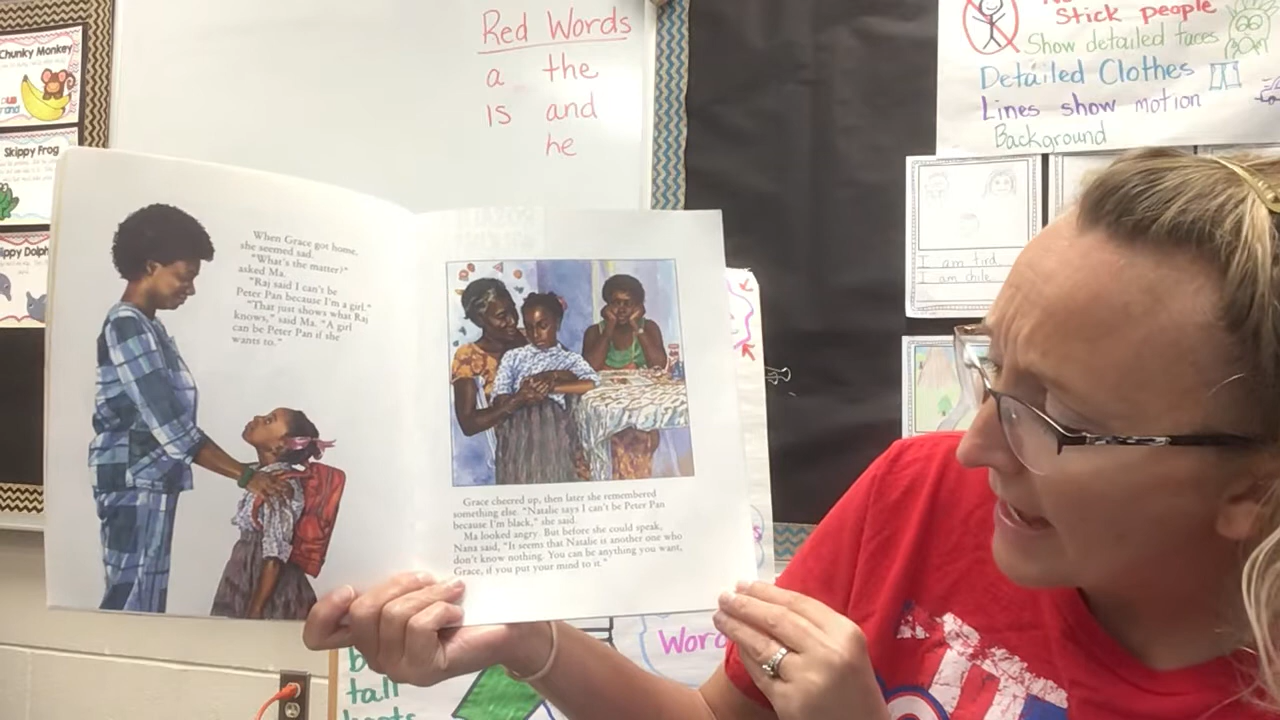 Chunky Monkey
Skippy Frog
Red Words
a the
is and
he
Stick people
Show detailed faces
Detailed Clothes
Lines show motion
Background
I am tird
I am chile
When Grace got home,
she seemed sad.
"What's the matter?"
asked Ma.
"Raj said I can't be
Peter Pan because I'm a girl."
"That just shows what Raj
knows," said Ma. "A girl
can be Peter Pan if she
wants to."
Grace cheered up, then later she remembered
something else. "Natalie says I can't be Peter Pan
because I'm black," she said.
Ma looked angry. But before she could speak,
Nana said, "It seems that Natalie is another one who
don't know nothing. You can be anything you want,
Grace, if you put your mind to it."
tall